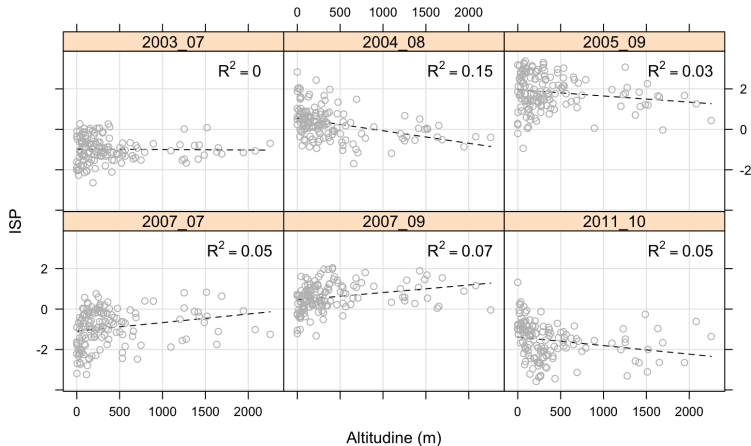 0 500 1000 1500 2000
2003_07 2004_08 2005_09
R² = 0 R² = 0.15 R² = 0.03
2
0
-2
ISP
2007_07 2007_09 2011_10
R² = 0.05 R² = 0.07 R² = 0.05
2
0
-2
0 500 1000 1500 2000 0 500 1000 1500 2000
Altitudine (m)